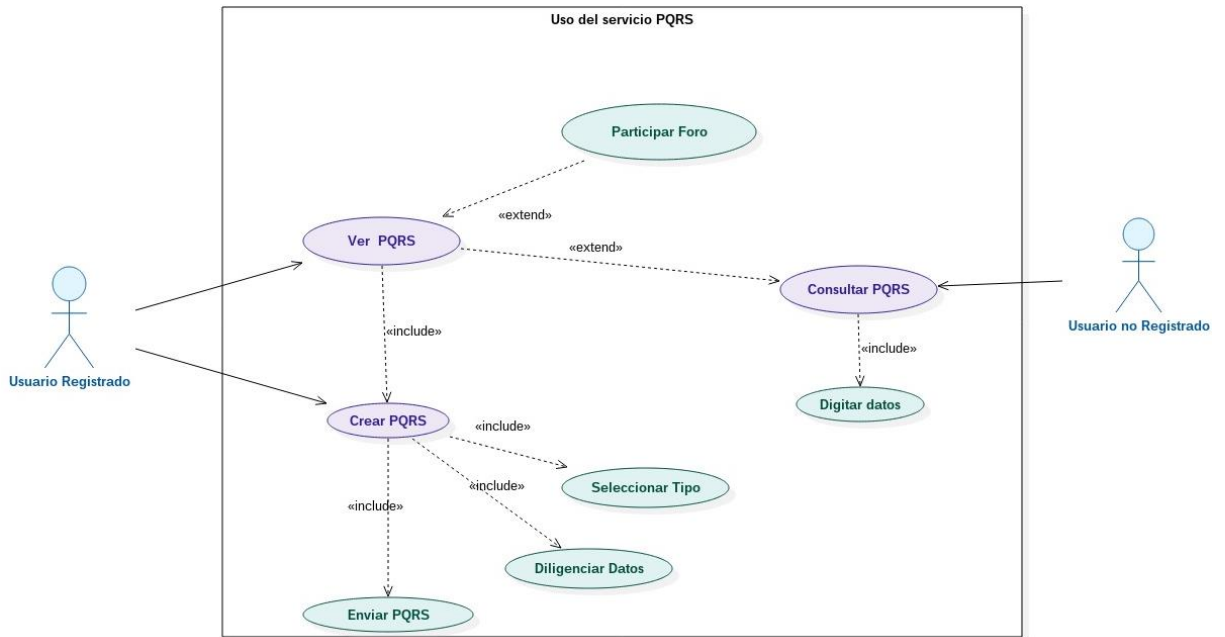 Uso del servicio PQRS
Participar Foro
«extend»
Ver PQRS
«extend»
Consultar PQRS
Usuario no Registrado
«include»
«include»
Usuario Registrado
Digitar datos
Crear PQRS
«include»
Seleccionar Tipo
«include»
«include»
Diligenciar Datos
Enviar PQRS